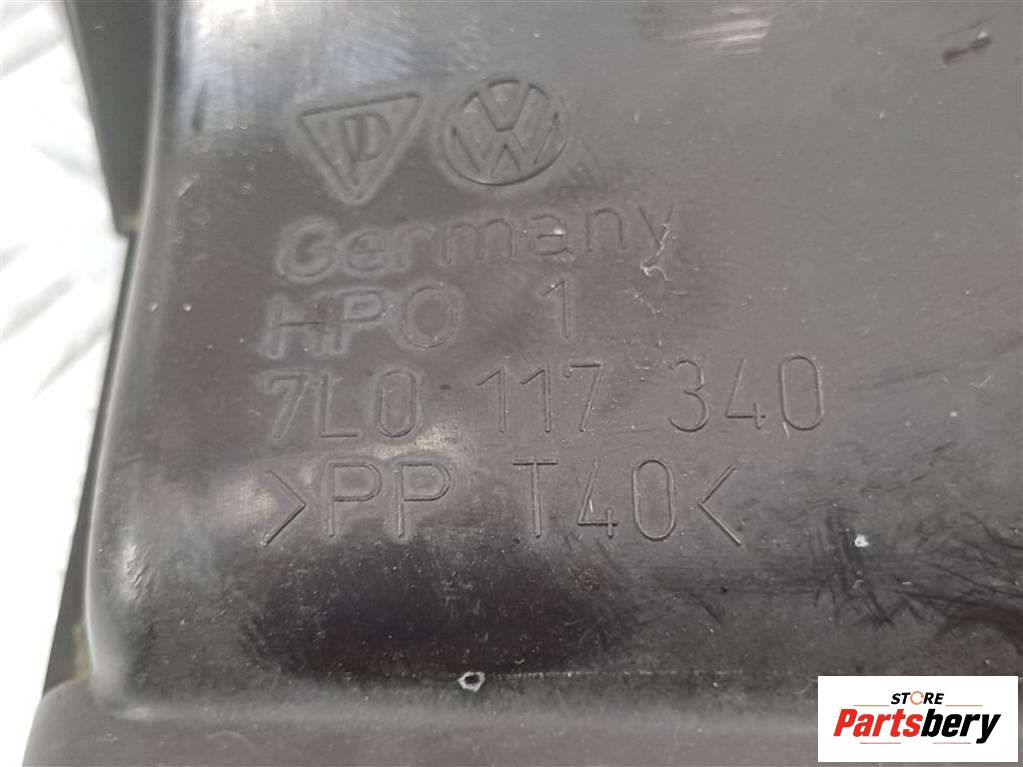 Germany
HPO 1
7L0 117 340
>PP T40<
STORE
Partsbery